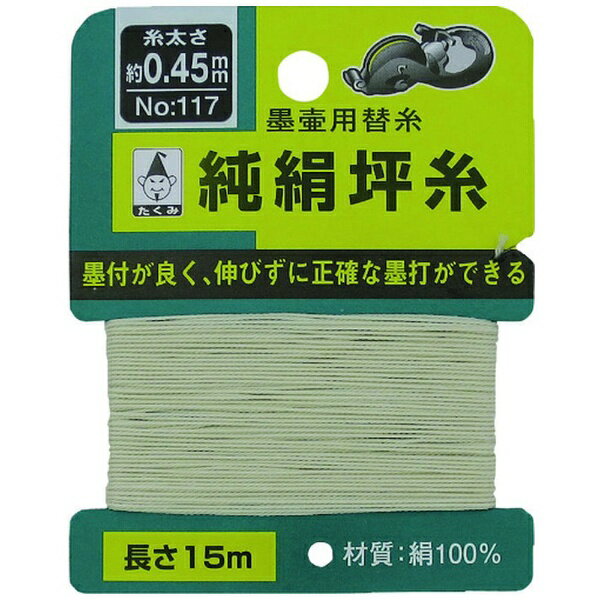 糸太さ
約0.45mm
No:117
墨壷用替糸
たくみ
純絹坪糸
墨付が良く、伸びずに正確な墨打ができる
長さ15m
材質:絹100%